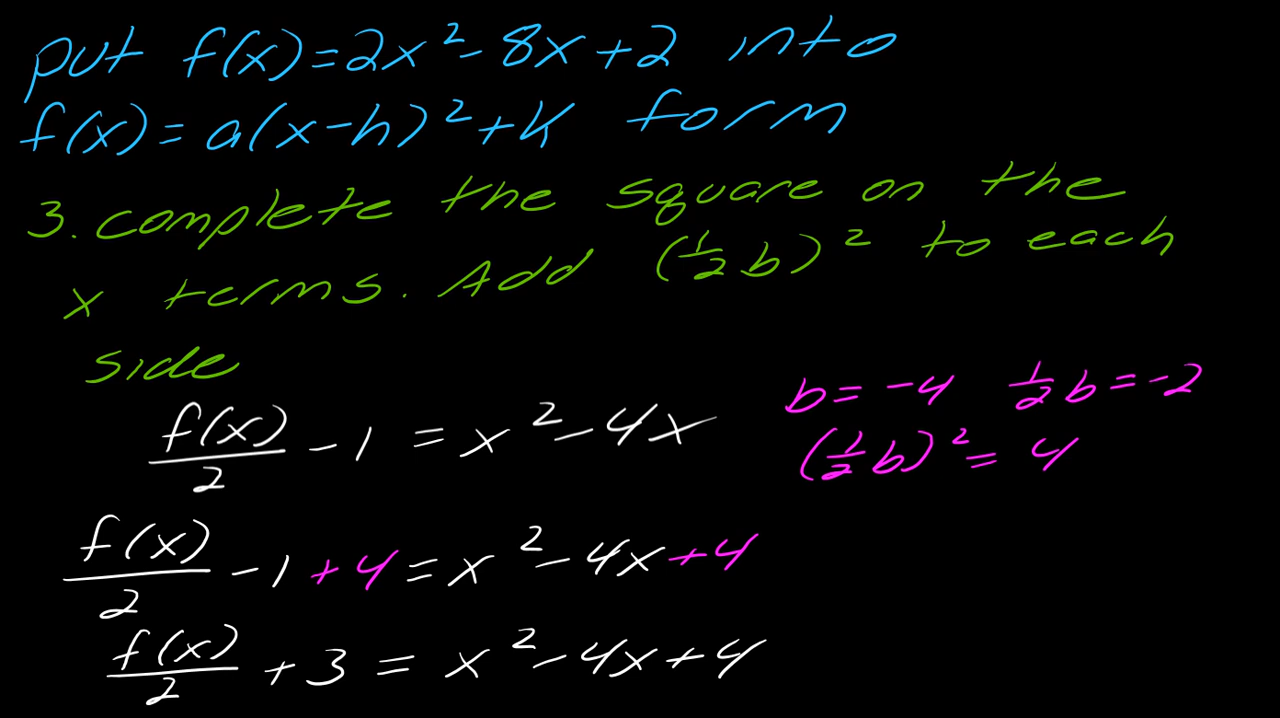 put f(x)=2x²-8x+2 into
f(x)=a(x-h)²+k form
3. complete the square on the
x terms. Add (½b)² to each
side
f(x)/2 -1 = x²-4x
b=-4 ½b=-2
(½b)²=4
f(x)/2 -1+4=x²-4x+4
f(x)/2 +3 = x²-4x+4